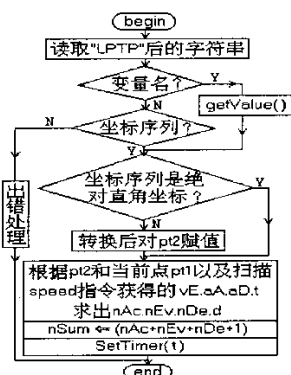 begin
读取"LPTP"后的字符串
变量名?
Y
N
getValue()
N
坐标序列?
Y
出错处理
坐标序列是绝
对直角坐标?
Y
N
转换后对pt2赋值
根据pt2和当前点pt1以及扫描
speed指令获得的vE.aA.aD.t
求出nAc.nEv.nDe.d
nSum ⇐ (nAc+nEv+nDe+1)
SetTimer(t)
end